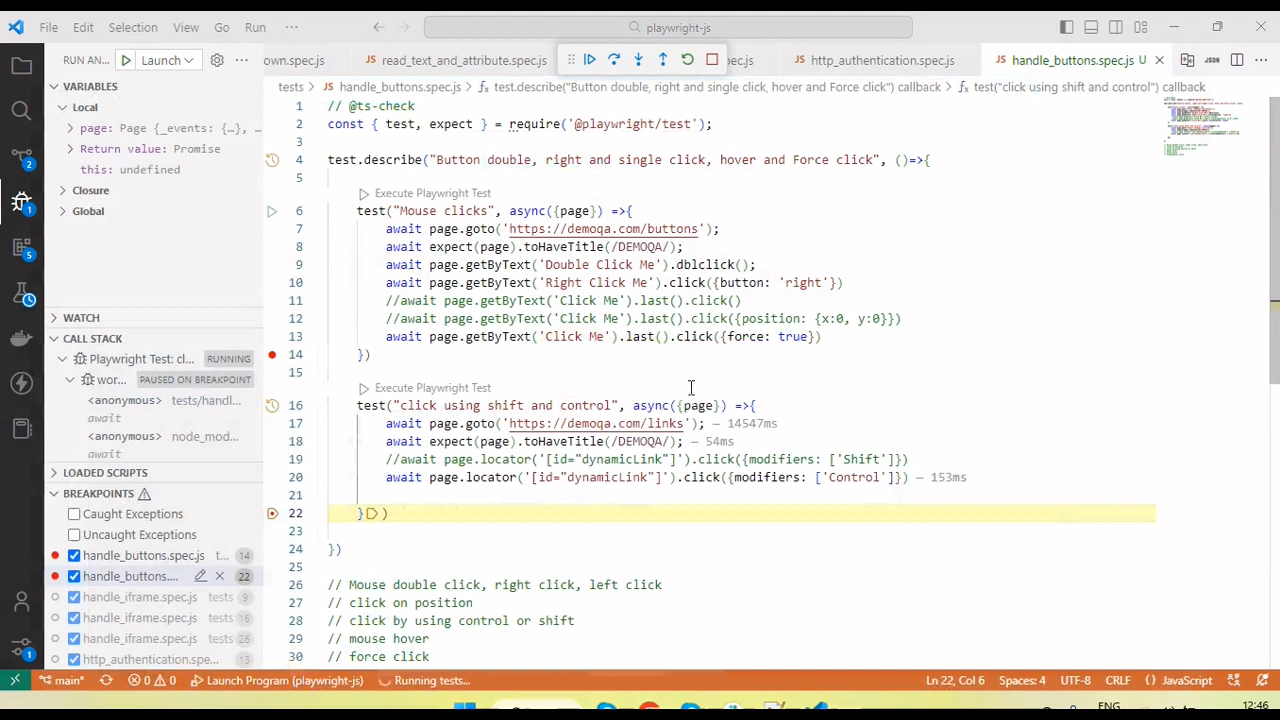 File Edit Selection View Go Run ··· playwright-js
RUN AN... Launch own.spec.js JS read_text_and_attribute.spec.js ec.js JS http_authentication.spec.js JS handle_buttons.spec.js U
tests > JS handle_buttons.spec.js > test.describe("Button double, right and single click, hover and Force click") callback > test("click using shift and control") callback
VARIABLES
Local
page: Page {_events: {…}, …
Return value: Promise
this: undefined
Closure
Global
WATCH
CALL STACK
Playwright Test: cl... RUNNING
wor... PAUSED ON BREAKPOINT
<anonymous> tests/handl...
await
<anonymous> node_mod...
await
LOADED SCRIPTS
BREAKPOINTS
Caught Exceptions
Uncaught Exceptions
handle_buttons.spec.js t... 14
handle_buttons.... 22
handle_iframe.spec.js tests 9
handle_iframe.spec.js tests 16
handle_iframe.spec.js tests 26
http_authentication.spe... 13
1 // @ts-check
2 const { test, expect require('@playwright/test');
3
4 test.describe("Button double, right and single click, hover and Force click", ()=>{
5
Execute Playwright Test
6 test("Mouse clicks", async({page}) =>{
7 await page.goto('https://demoqa.com/buttons');
8 await expect(page).toHaveTitle(/DEMOQA/);
9 await page.getByText('Double Click Me').dblclick();
10 await page.getByText('Right Click Me').click({button: 'right'})
11 //await page.getByText('Click Me').last().click()
12 //await page.getByText('Click Me').last().click({position: {x:0, y:0}})
13 await page.getByText('Click Me').last().click({force: true})
14 })
15
Execute Playwright Test
16 test("click using shift and control", async({page}) =>{
17 await page.goto('https://demoqa.com/links'); — 14547ms
18 await expect(page).toHaveTitle(/DEMOQA/); — 54ms
19 //await page.locator('[id="dynamicLink"]').click({modifiers: ['Shift']})
20 await page.locator('[id="dynamicLink"]').click({modifiers: ['Control']}) — 153ms
21
22 } )
23
24 })
25
26 // Mouse double click, right click, left click
27 // click on position
28 // click by using control or shift
29 // mouse hover
30 // force click
main* 0 0 Launch Program (playwright-js) Running tests... Ln 22, Col 6 Spaces: 4 UTF-8 CRLF {} JavaScript
ENG 12:46